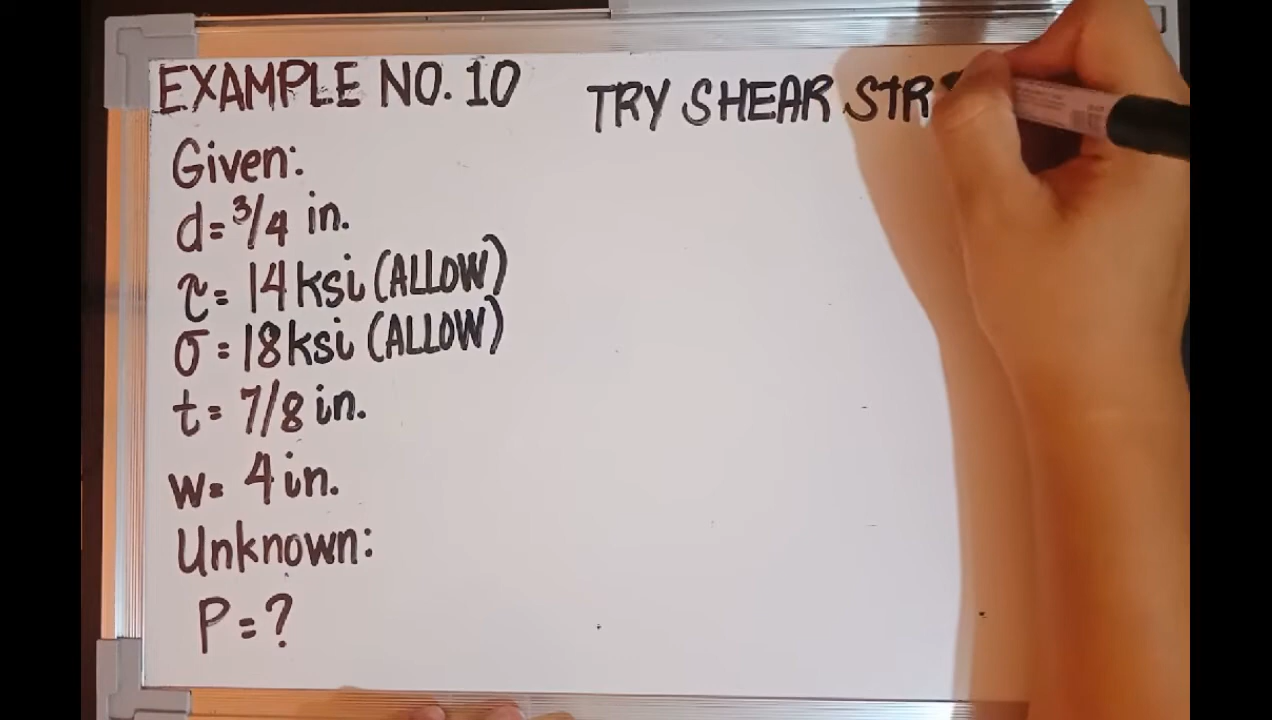 EXAMPLE NO. 10
TRY SHEAR STR
Given:
d = 3/4 in.
τ = 14 ksi (ALLOW)
σ = 18 ksi (ALLOW)
t = 7/8 in.
w = 4 in.
Unknown:
P = ?